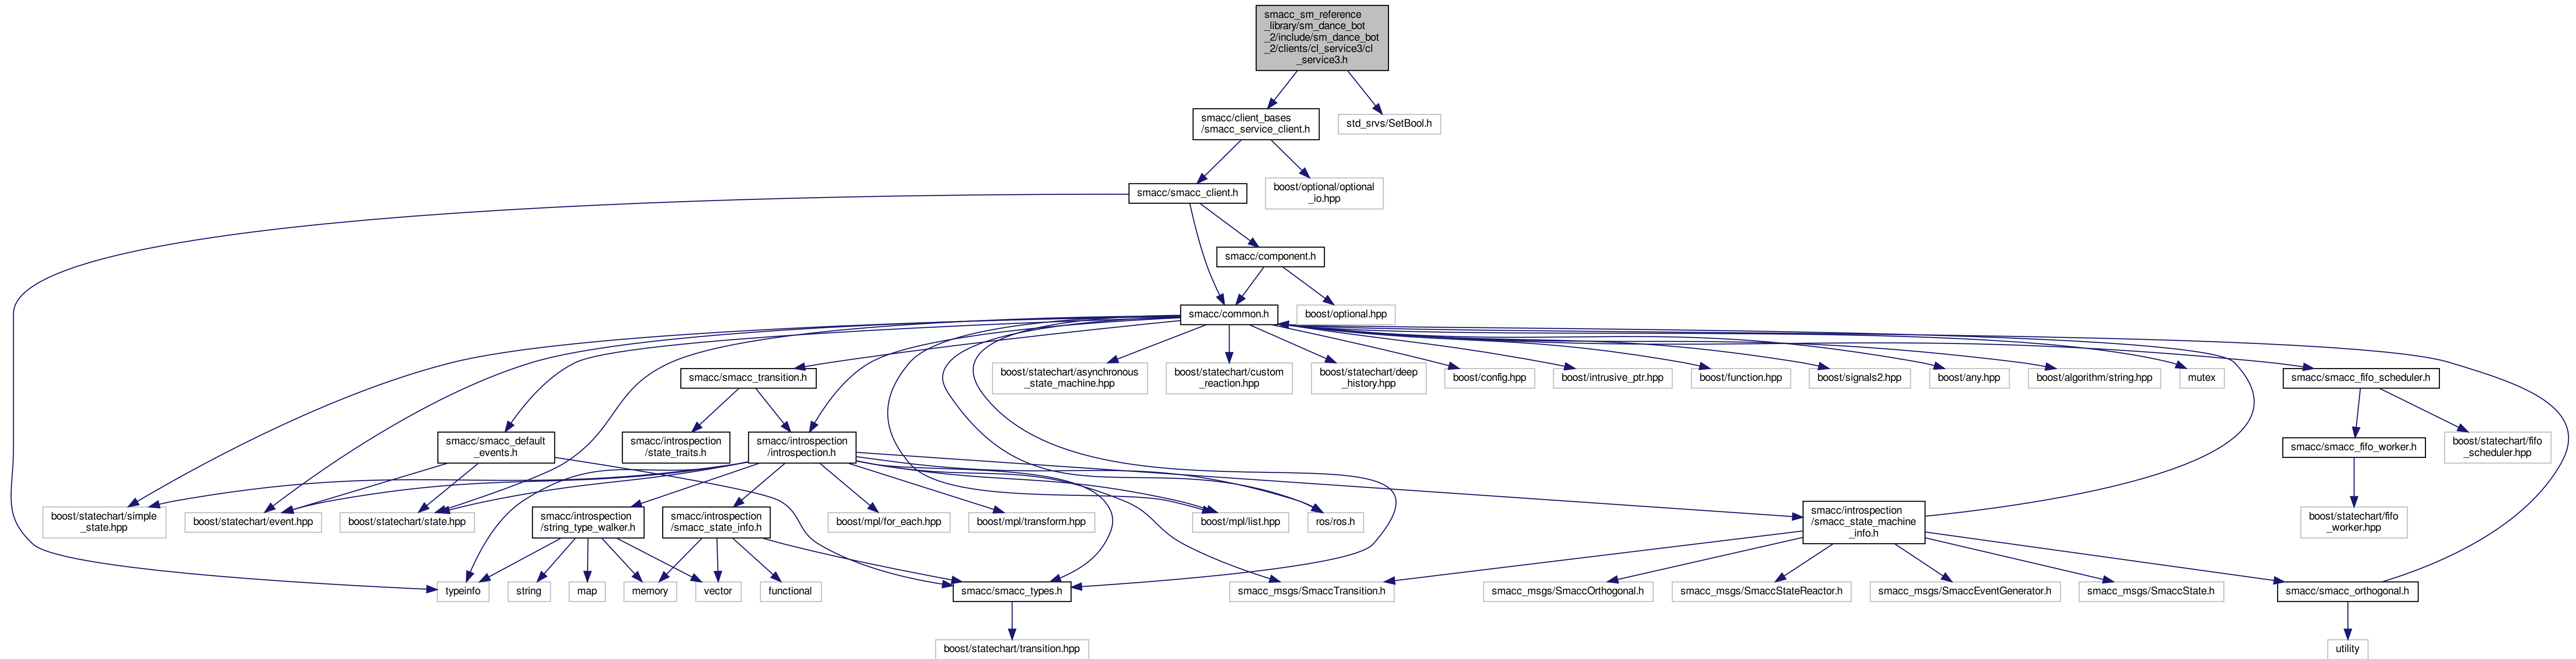 smacc_sm_reference
_library/sm_dance_bot
_2/include/sm_dance_bot
_2/clients/cl_service3/cl
_service3.h
smacc/client_bases
/smacc_service_client.h
std_srvs/SetBool.h
smacc/smacc_client.h
boost/optional/optional
_io.hpp
smacc/component.h
smacc/common.h
boost/optional.hpp
smacc/smacc_transition.h
boost/statechart/asynchronous
_state_machine.hpp
boost/statechart/custom
_reaction.hpp
boost/statechart/deep
_history.hpp
boost/config.hpp
boost/intrusive_ptr.hpp
boost/function.hpp
boost/signals2.hpp
boost/any.hpp
boost/algorithm/string.hpp
mutex
smacc/smacc_fifo_scheduler.h
smacc/smacc_default
_events.h
smacc/introspection
/state_traits.h
smacc/introspection
/introspection.h
smacc/smacc_fifo_worker.h
boost/statechart/fifo
_scheduler.hpp
boost/statechart/simple
_state.hpp
boost/statechart/event.hpp
boost/statechart/state.hpp
smacc/introspection
/string_type_walker.h
smacc/introspection
/smacc_state_info.h
boost/mpl/for_each.hpp
boost/mpl/transform.hpp
boost/mpl/list.hpp
ros/ros.h
smacc/introspection
/smacc_state_machine
_info.h
boost/statechart/fifo
_worker.hpp
typeinfo
string
map
memory
vector
functional
smacc/smacc_types.h
smacc_msgs/SmaccTransition.h
smacc_msgs/SmaccOrthogonal.h
smacc_msgs/SmaccStateReactor.h
smacc_msgs/SmaccEventGenerator.h
smacc_msgs/SmaccState.h
smacc/smacc_orthogonal.h
boost/statechart/transition.hpp
utility